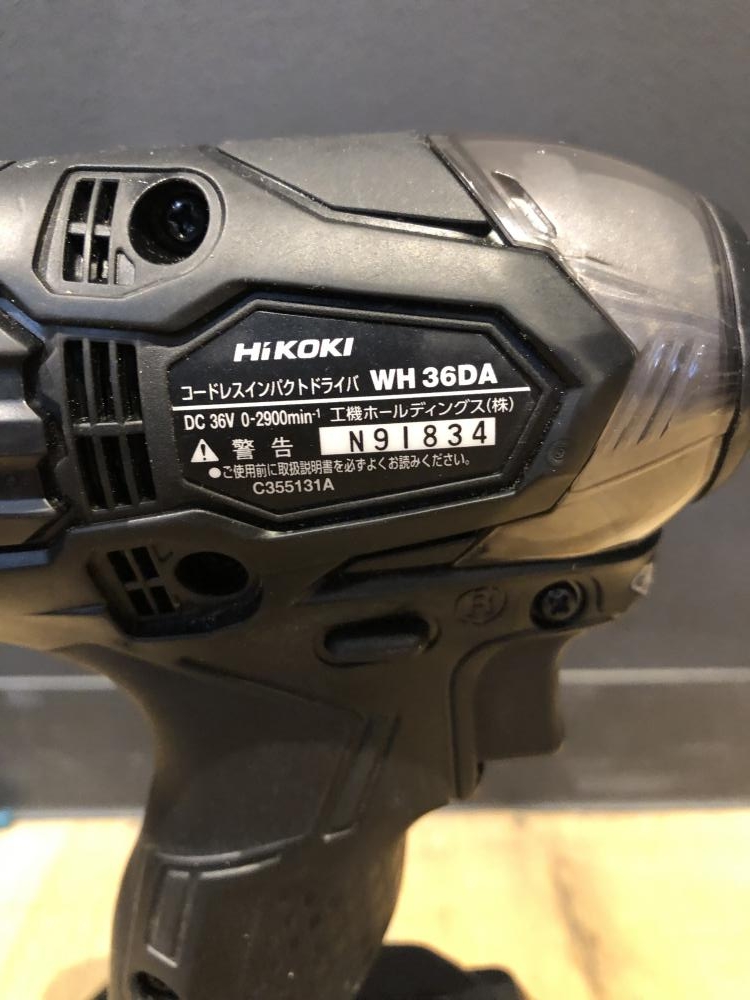 HiKOKI
コードレスインパクトドライバ WH 36DA
DC 36V 0-2900min-1 工機ホールディングス(株)
警告 N91834
●ご使用前に取扱説明書を必ずよくお読みください。
C355131A